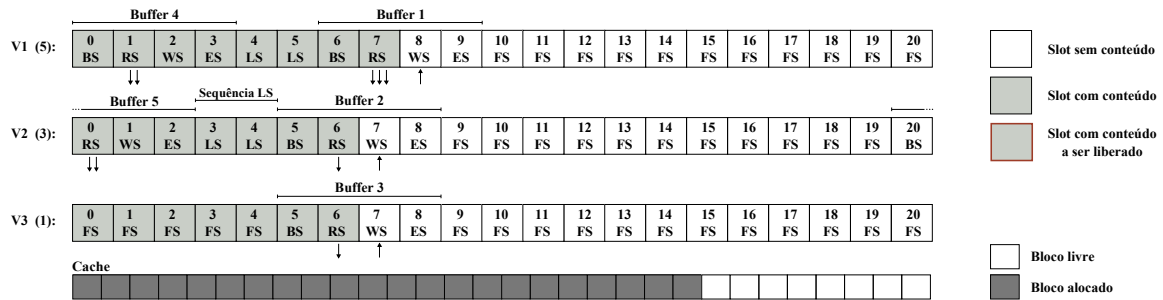 Buffer 4 Buffer 1
V1 (5): 0 1 2 3 4 5 6 7 8 9 10 11 12 13 14 15 16 17 18 19 20
BS RS WS ES LS LS BS RS WS ES FS FS FS FS FS FS FS FS FS FS FS
Buffer 5 Sequência LS Buffer 2
V2 (3): 0 1 2 3 4 5 6 7 8 9 10 11 12 13 14 15 16 17 18 19 20
RS WS ES LS LS BS RS WS ES FS FS FS FS FS FS FS FS FS FS FS BS
Buffer 3
V3 (1): 0 1 2 3 4 5 6 7 8 9 10 11 12 13 14 15 16 17 18 19 20
FS FS FS FS FS BS RS WS ES FS FS FS FS FS FS FS FS FS FS FS FS
Cache
Slot sem conteúdo
Slot com conteúdo
Slot com conteúdo
a ser liberado
Bloco livre
Bloco alocado